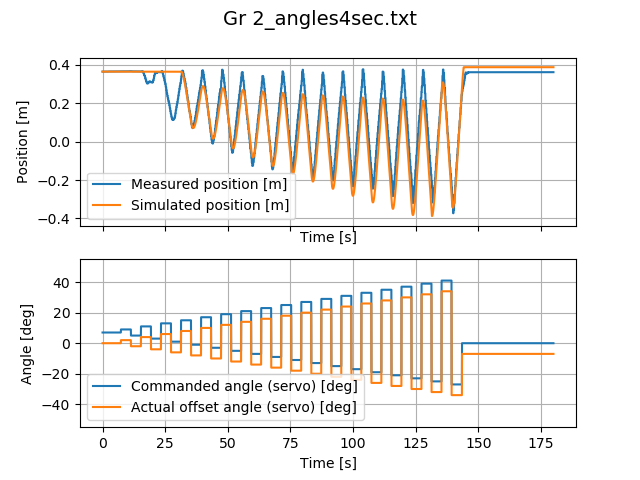 Gr 2_angles4sec.txt
0.4
0.2
0.0
−0.2
−0.4
Position [m]
Measured position [m]
Simulated position [m]
Time [s]
40
20
0
−20
−40
Angle [deg]
Commanded angle (servo) [deg]
Actual offset angle (servo) [deg]
0 25 50 75 100 125 150 175
Time [s]